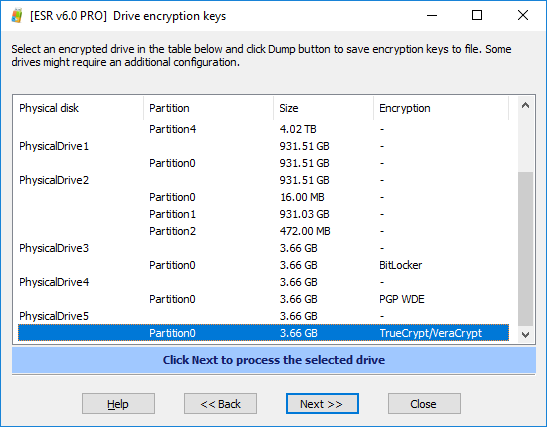 [ESR v6.0 PRO] Drive encryption keys
Select an encrypted drive in the table below and click Dump button to save encryption keys to file. Some
drives might require an additional configuration.
Physical disk Partition Size Encryption
Partition4 4.02 TB -
PhysicalDrive1 931.51 GB -
Partition0 931.51 GB -
PhysicalDrive2 931.51 GB -
Partition0 16.00 MB -
Partition1 931.03 GB -
Partition2 472.00 MB -
PhysicalDrive3 3.66 GB -
Partition0 3.66 GB BitLocker
PhysicalDrive4 3.66 GB -
Partition0 3.66 GB PGP WDE
PhysicalDrive5 3.66 GB -
Partition0 3.66 GB TrueCrypt/VeraCrypt
Click Next to process the selected drive
Help << Back Next >> Close